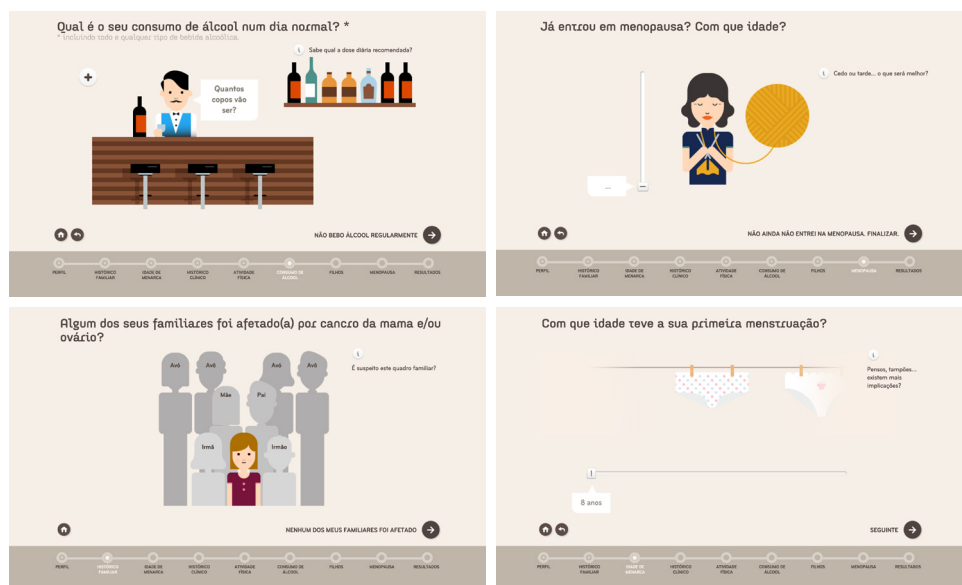 Qual é o seu consumo de álcool num dia normal? *
* Incluindo todo e qualquer tipo de bebida alcoólica.
i Sabe qual a dose diária recomendada?
+
Quantos
copos vão
ser?
NÃO BEBO ÁLCOOL REGULARMENTE
PERFIL
HISTÓRICO
FAMILIAR
IDADE DE
MENARCA
HISTÓRICO
CLÍNICO
ATIVIDADE
FÍSICA
CONSUMO DE
ÁLCOOL
FILHOS
MENOPAUSA
RESULTADOS
Já entrou em menopausa? Com que idade?
i Cedo ou tarde... o que será melhor?
...
NÃO AINDA NÃO ENTREI NA MENOPAUSA. FINALIZAR.
PERFIL
HISTÓRICO
FAMILIAR
IDADE DE
MENARCA
HISTÓRICO
CLÍNICO
ATIVIDADE
FÍSICA
CONSUMO DE
ÁLCOOL
FILHOS
MENOPAUSA
RESULTADOS
Algum dos seus familiares foi afetado(a) por cancro da mama e/ou
ovário?
i
É suspeito este quadro familiar?
Avó Avô Avó Avô
Mãe Pai
Irmã Irmão
NENHUM DOS MEUS FAMILIARES FOI AFETADO
PERFIL
HISTÓRICO
FAMILIAR
IDADE DE
MENARCA
HISTÓRICO
CLÍNICO
ATIVIDADE
FÍSICA
CONSUMO DE
ÁLCOOL
FILHOS
MENOPAUSA
RESULTADOS
Com que idade teve a sua primeira menstruação?
i
Pensos, tampões...
existem mais
implicações?
8 anos
SEGUINTE
PERFIL
HISTÓRICO
FAMILIAR
IDADE DE
MENARCA
HISTÓRICO
CLÍNICO
ATIVIDADE
FÍSICA
CONSUMO DE
ÁLCOOL
FILHOS
MENOPAUSA
RESULTADOS